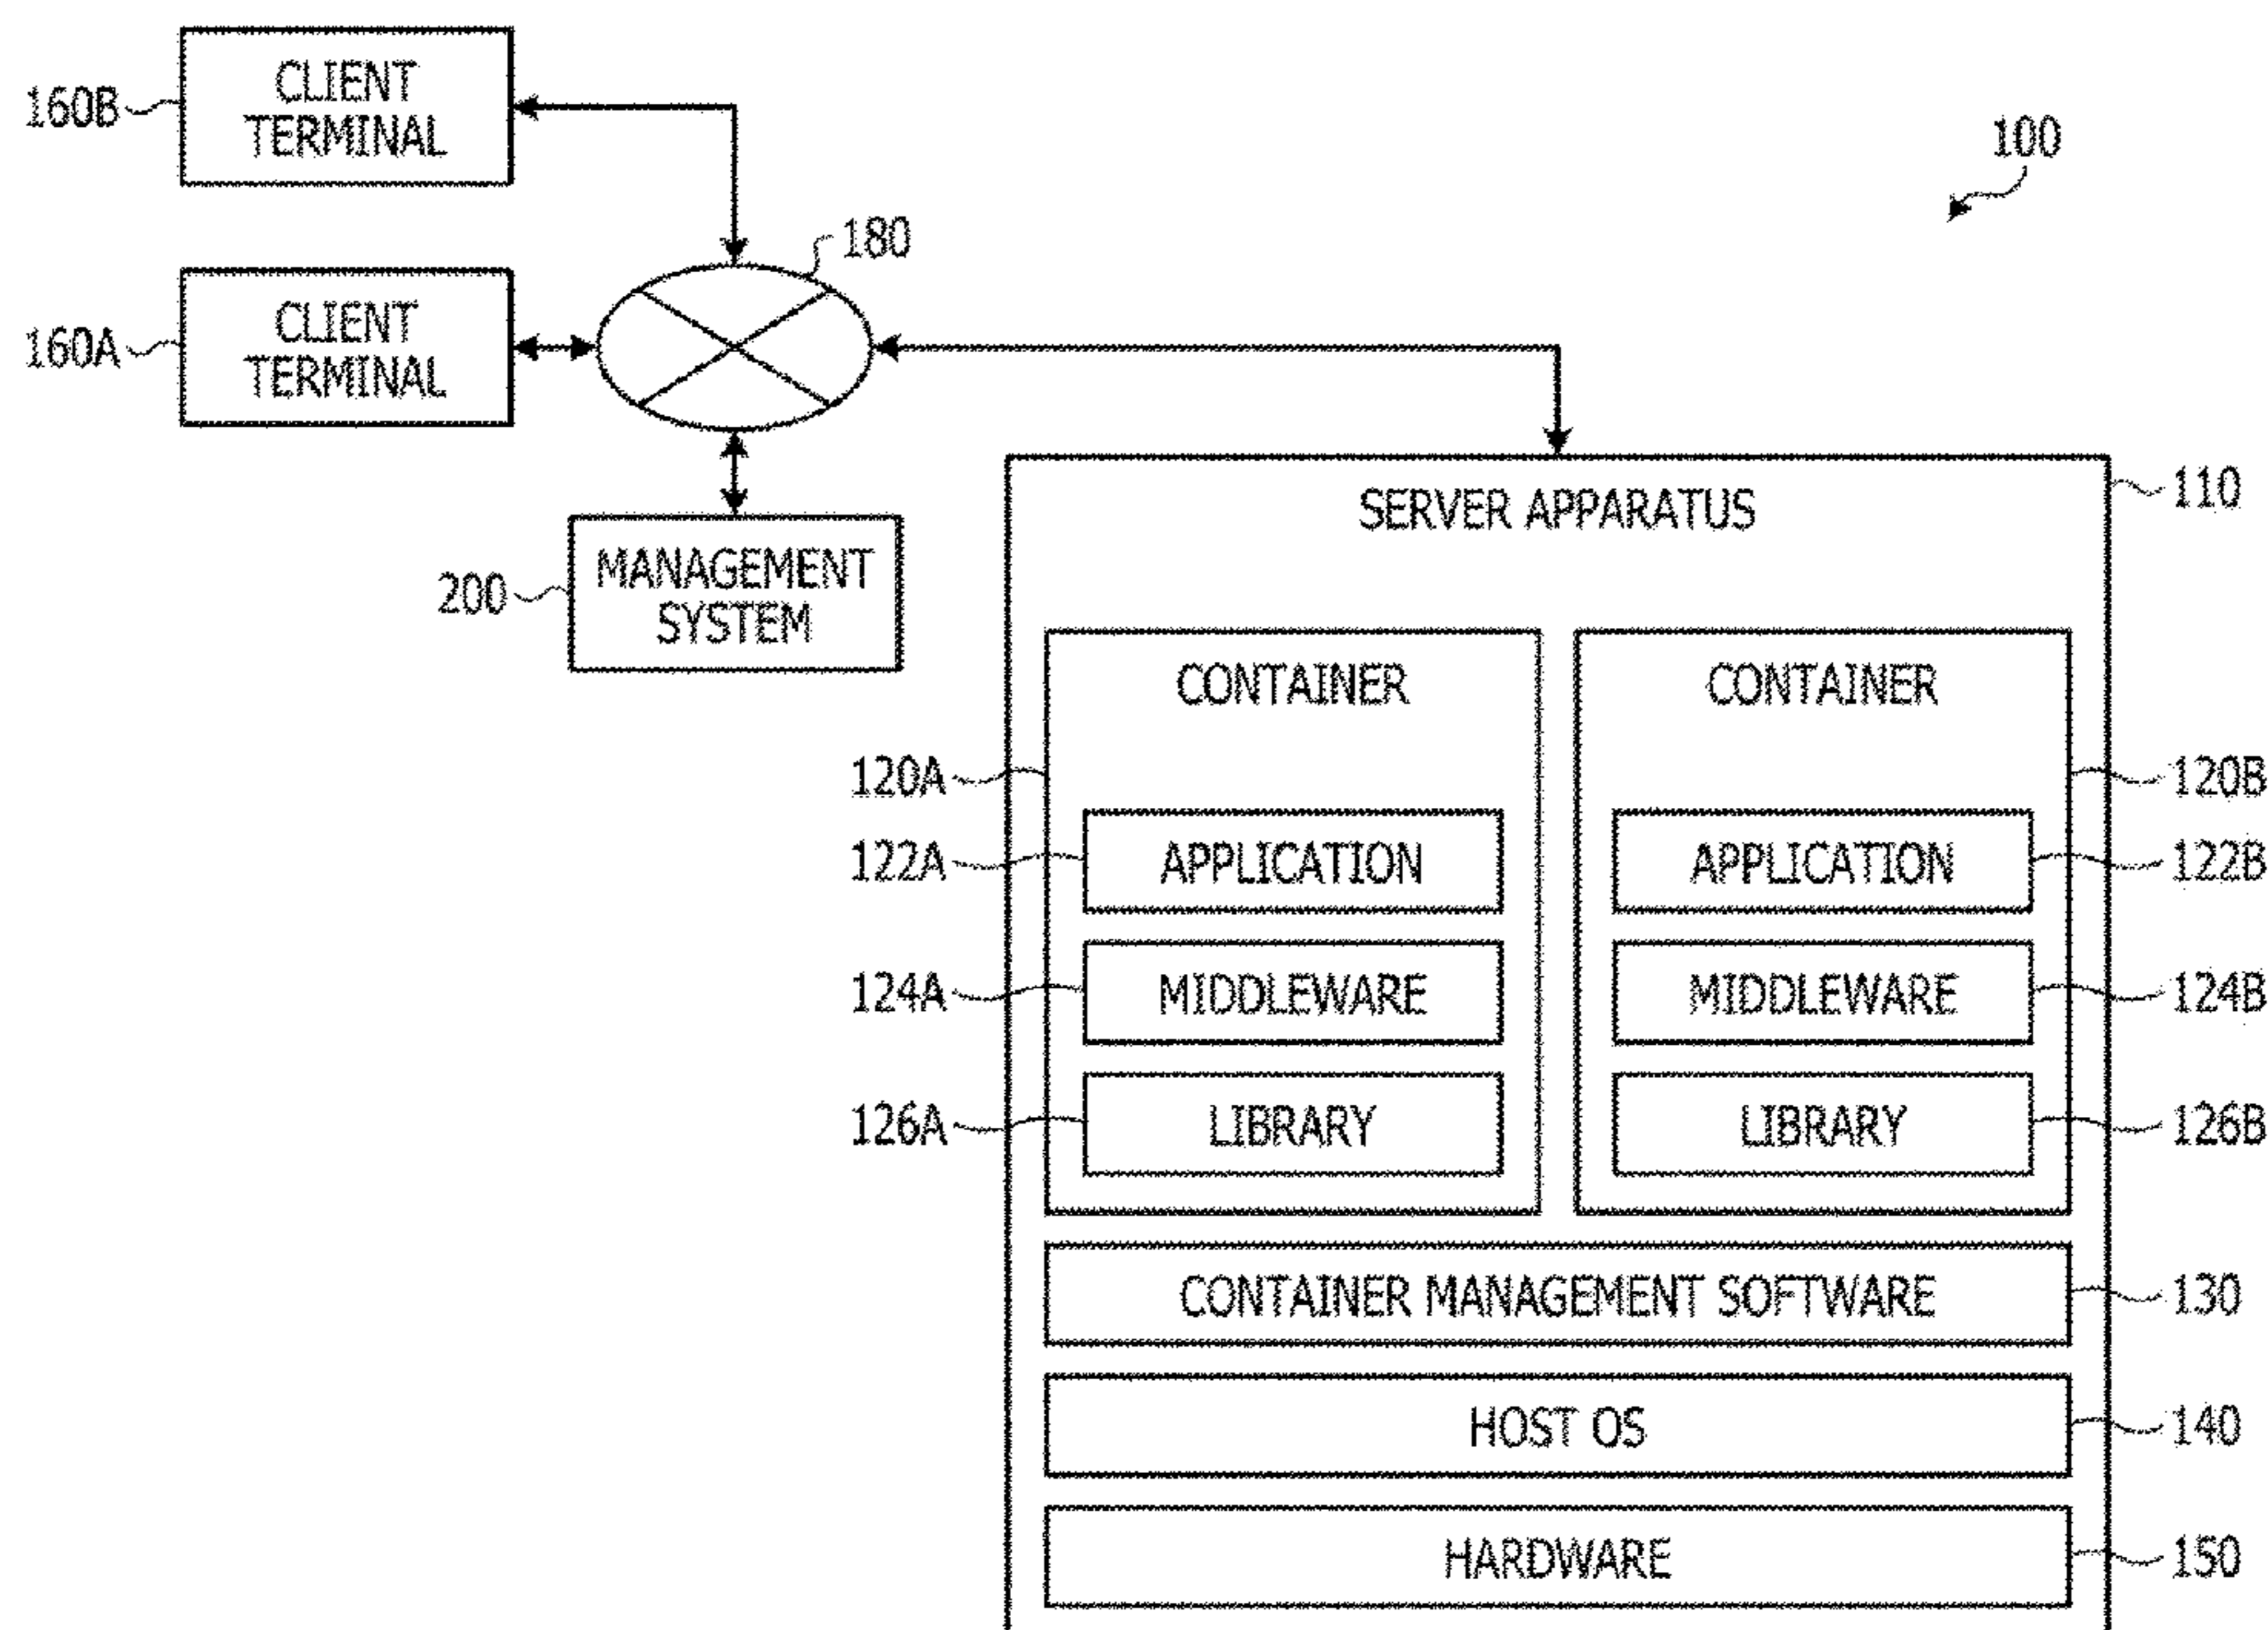 CLIENT
TERMINAL
160B
100
180
CLIENT
TERMINAL
160A
110
SERVER APPARATUS
MANAGEMENT
SYSTEM
200
CONTAINER
CONTAINER
120A
120B
122A
APPLICATION
APPLICATION
122B
124A
MIDDLEWARE
MIDDLEWARE
124B
126A
LIBRARY
LIBRARY
126B
CONTAINER MANAGEMENT SOFTWARE
130
HOST OS
140
HARDWARE
150